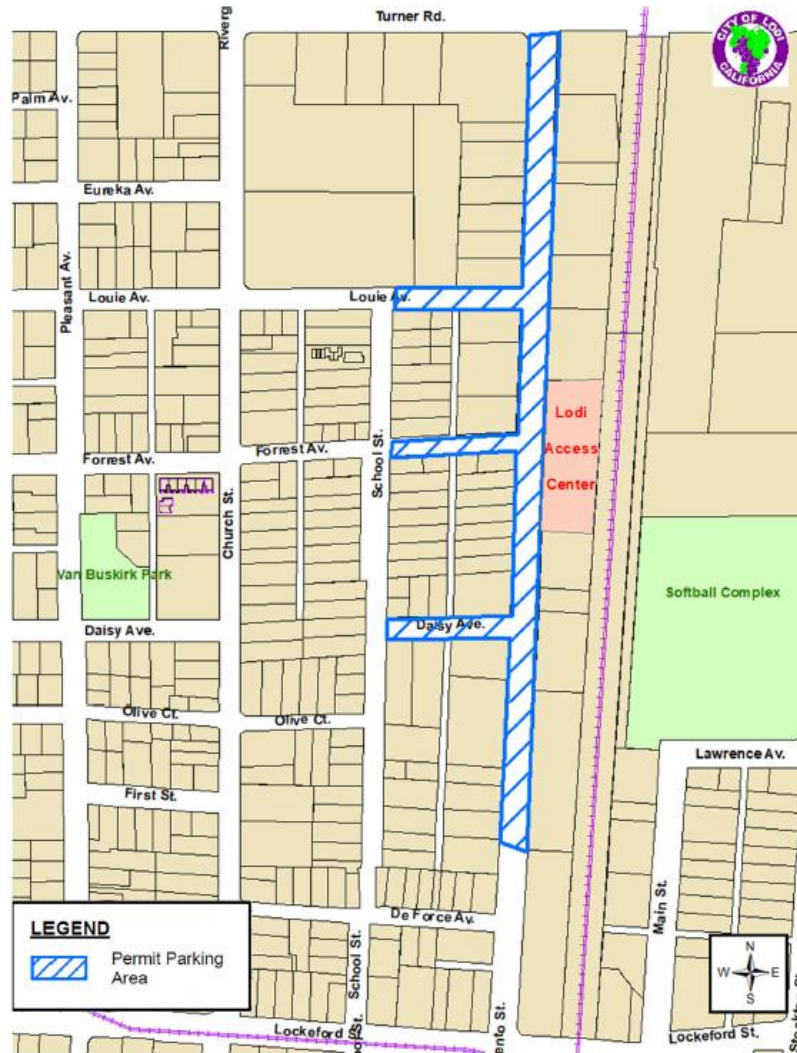 Turner Rd.
CITY OF LODI
CALIFORNIA
Riverg
Palm Av.
Eureka Av.
Pleasant Av.
Louie Av.
Louie Av.
School St.
Lodi
Access
Center
Forrest Av.
Forrest Av.
Church St.
Van Buskirk Park
Softball Complex
Daisy Ave.
Daisy Ave.
Olive Ct.
Olive Ct.
Lawrence Av.
First St.
De Force Av.
Main St.
LEGEND
Permit Parking
Area
School St.
N
W E
S
Lockeford S
ento St.
Lockeford St.